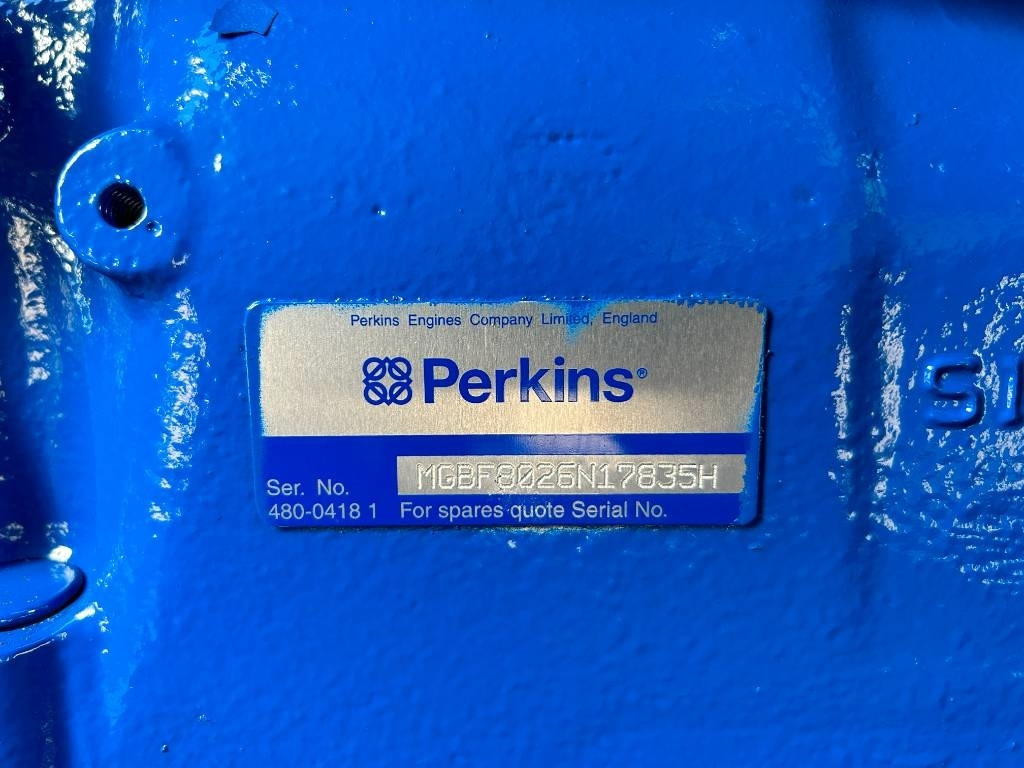 Perkins Engines Company Limited, England
Perkins®
Ser. No. MGBF8026N17835H
480-0418 1 For spares quote Serial No.